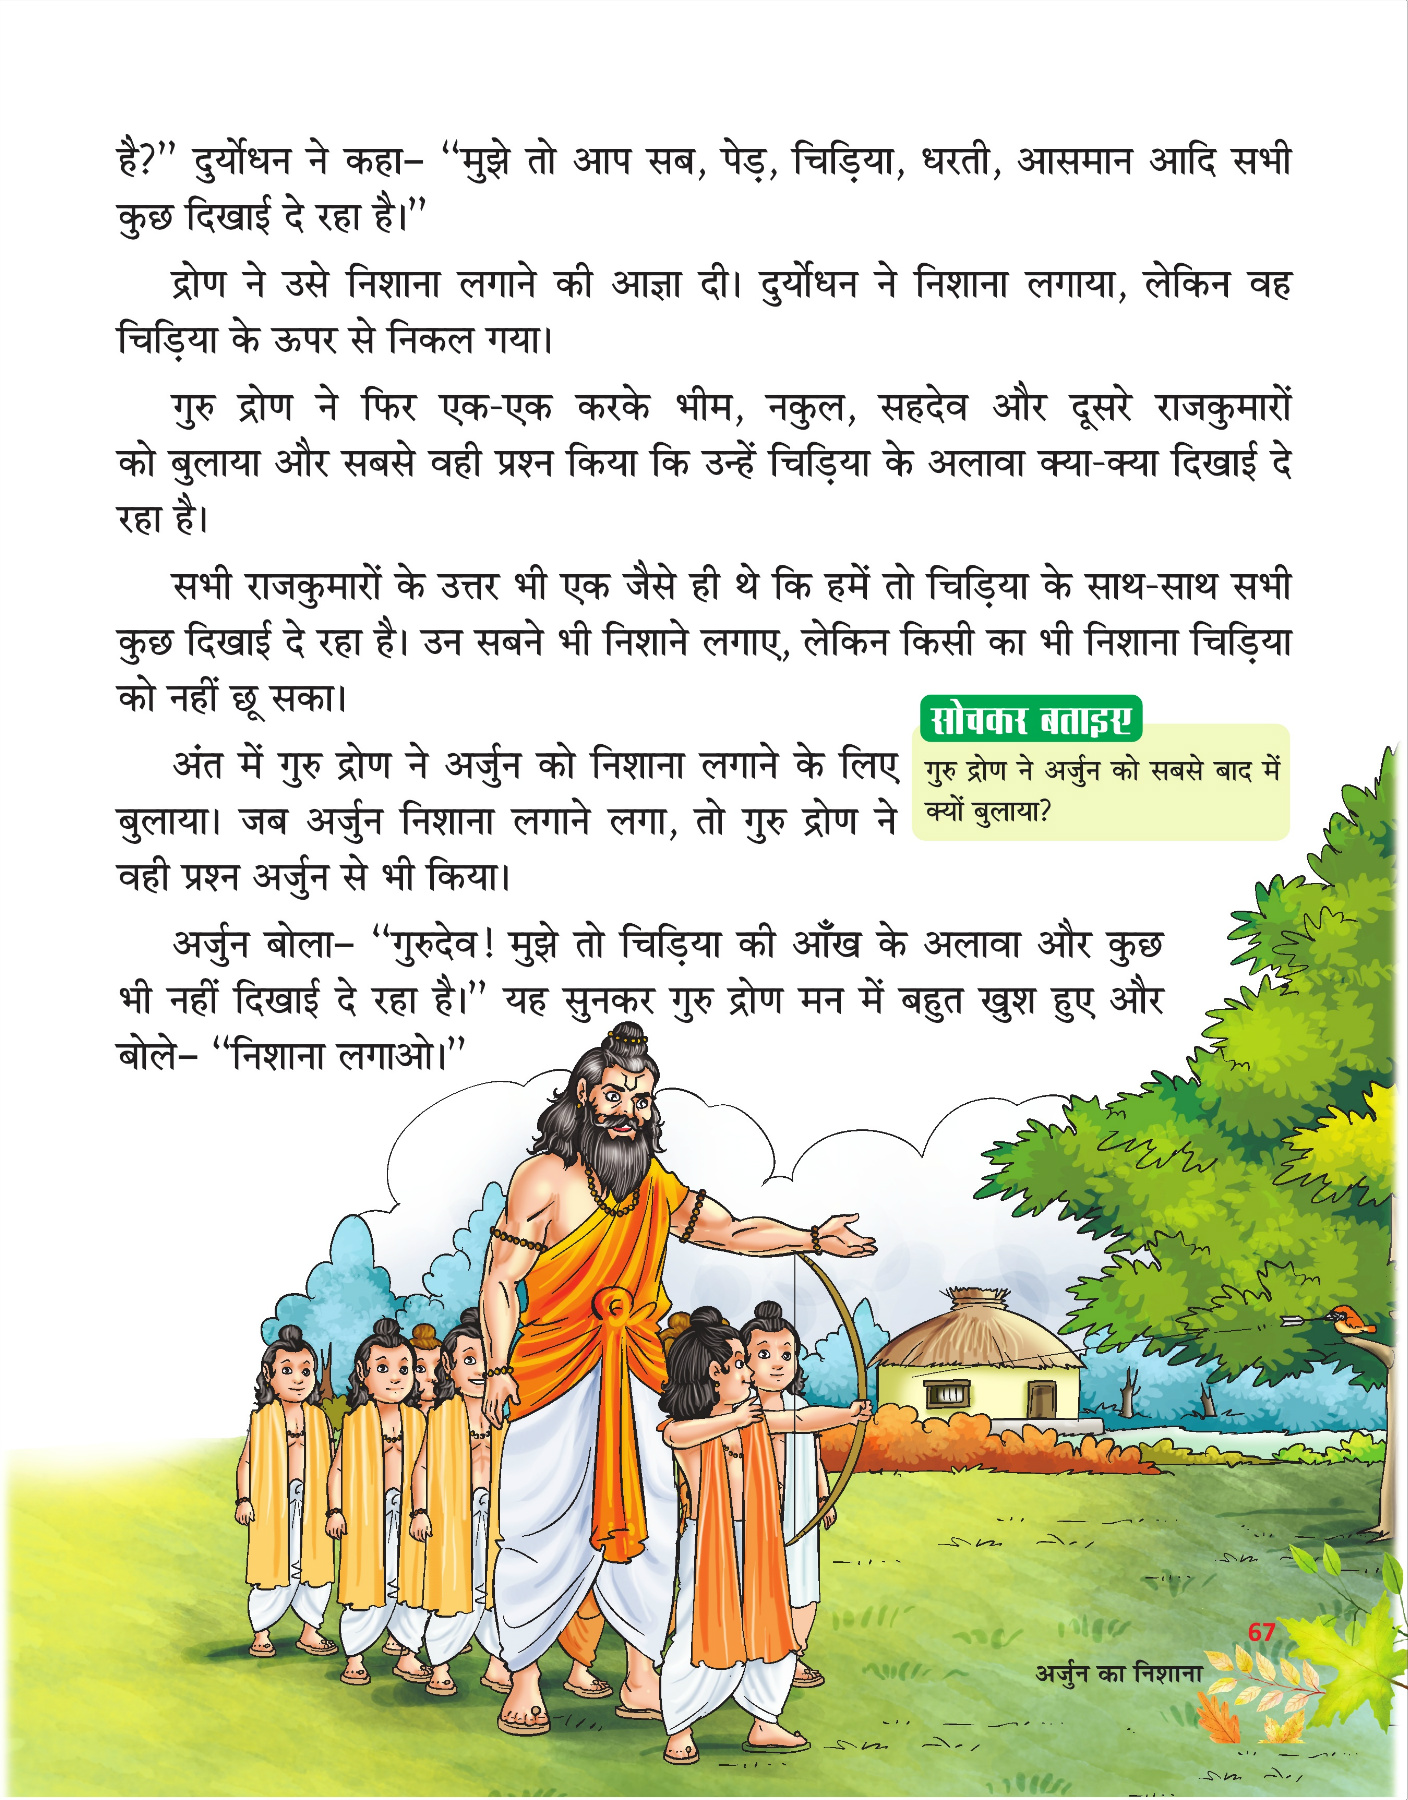 है?” दुर्योधन ने कहा– “मुझे तो आप सब, पेड़, चिड़िया, धरती, आसमान आदि सभी
कुछ दिखाई दे रहा है।”
द्रोण ने उसे निशाना लगाने की आज्ञा दी। दुर्योधन ने निशाना लगाया, लेकिन वह
चिड़िया के ऊपर से निकल गया।
गुरु द्रोण ने फिर एक-एक करके भीम, नकुल, सहदेव और दूसरे राजकुमारों
को बुलाया और सबसे वही प्रश्न किया कि उन्हें चिड़िया के अलावा क्या-क्या दिखाई दे
रहा है।
सभी राजकुमारों के उत्तर भी एक जैसे ही थे कि हमें तो चिड़िया के साथ-साथ सभी
कुछ दिखाई दे रहा है। उन सबने भी निशाने लगाए, लेकिन किसी का भी निशाना चिड़िया
को नहीं छू सका।
अंत में गुरु द्रोण ने अर्जुन को निशाना लगाने के लिए
बुलाया। जब अर्जुन निशाना लगाने लगा, तो गुरु द्रोण ने
वही प्रश्न अर्जुन से भी किया।
सोचकर बताइए
गुरु द्रोण ने अर्जुन को सबसे बाद में
क्यों बुलाया?
अर्जुन बोला– “गुरुदेव! मुझे तो चिड़िया की आँख के अलावा और कुछ
भी नहीं दिखाई दे रहा है।” यह सुनकर गुरु द्रोण मन में बहुत खुश हुए और
बोले– “निशाना लगाओ।”
67
अर्जुन का निशाना